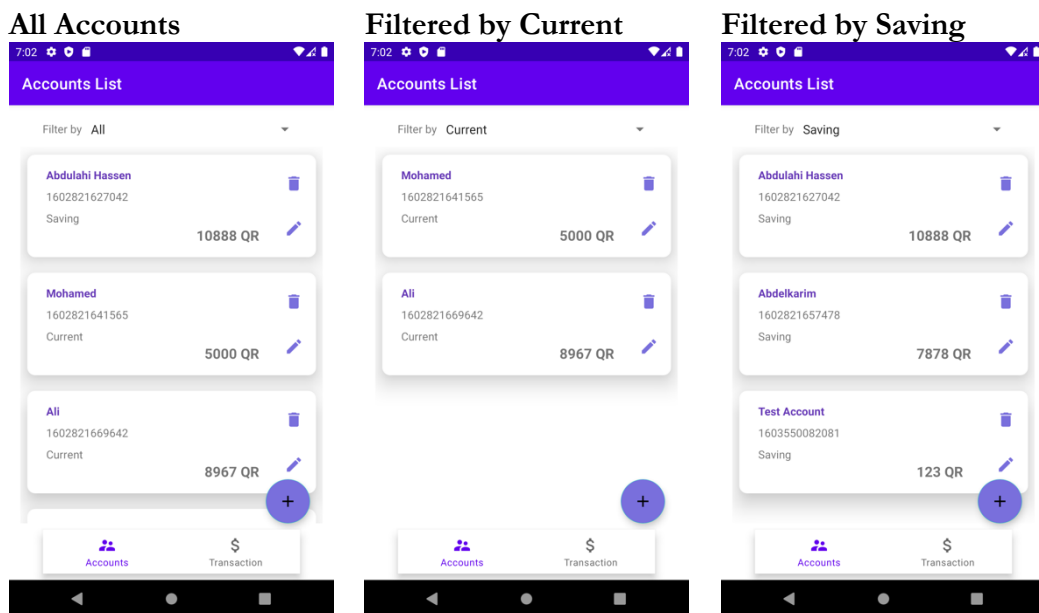 All Accounts
7:02
Accounts List
Filter by All
Abdulahi Hassen
1602821627042
Saving
10888 QR
Mohamed
1602821641565
Current
5000 QR
Ali
1602821669642
Current
8967 QR
+
Accounts
$
Transaction
Filtered by Current
7:02
Accounts List
Filter by Current
Mohamed
1602821641565
Current
5000 QR
Ali
1602821669642
Current
8967 QR
+
Accounts
$
Transaction
Filtered by Saving
7:02
Accounts List
Filter by Saving
Abdulahi Hassen
1602821627042
Saving
10888 QR
Abdelkarim
1602821657478
Saving
7878 QR
Test Account
1603550082081
Saving
123 QR
+
Accounts
$
Transaction